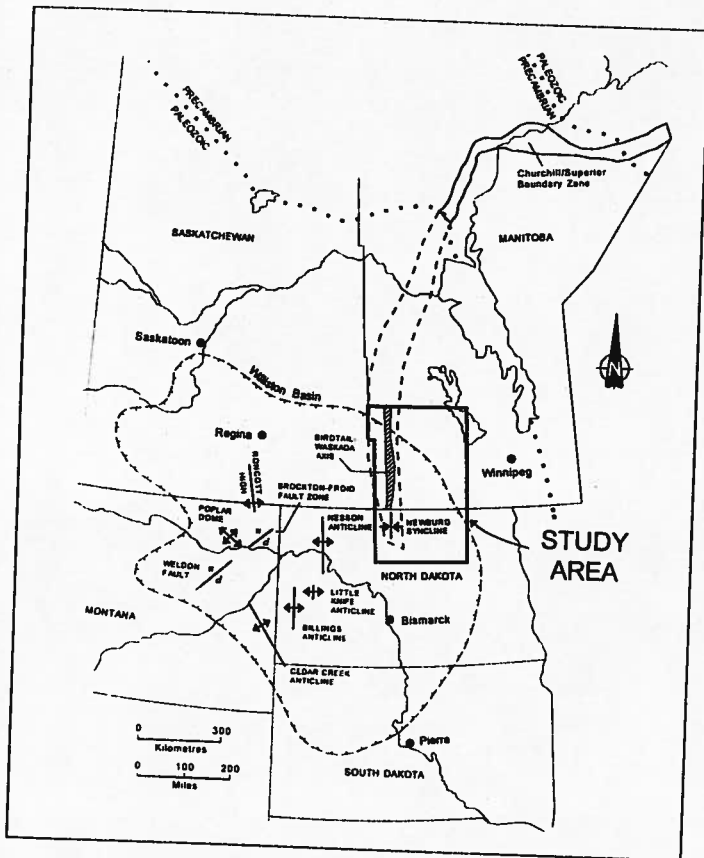 PRECAMBRIAN
PALEOZOIC
PALEOZOIC
PRECAMBRIAN
Churchill/Superior
Boundary Zone
SASKATCHEWAN
MANITOBA
Saskatoon
N
Williston Basin
Regina
BIRDTAIL-
WASKADA
AXIS
Winnipeg
RONCOTT
HIGH
BROCKTON-FROID
FAULT ZONE
POPLAR
DOME
NESSON
ANTICLINE
NEWBURG
SYNCLINE
STUDY
AREA
u
d
WELDON
FAULT
u
d
NORTH DAKOTA
LITTLE
KNIFE
ANTICLINE
MONTANA
BILLINGS
ANTICLINE
Bismarck
CEDAR CREEK
ANTICLINE
0 300
Kilometres
0 100 200
Miles
Pierre
SOUTH DAKOTA